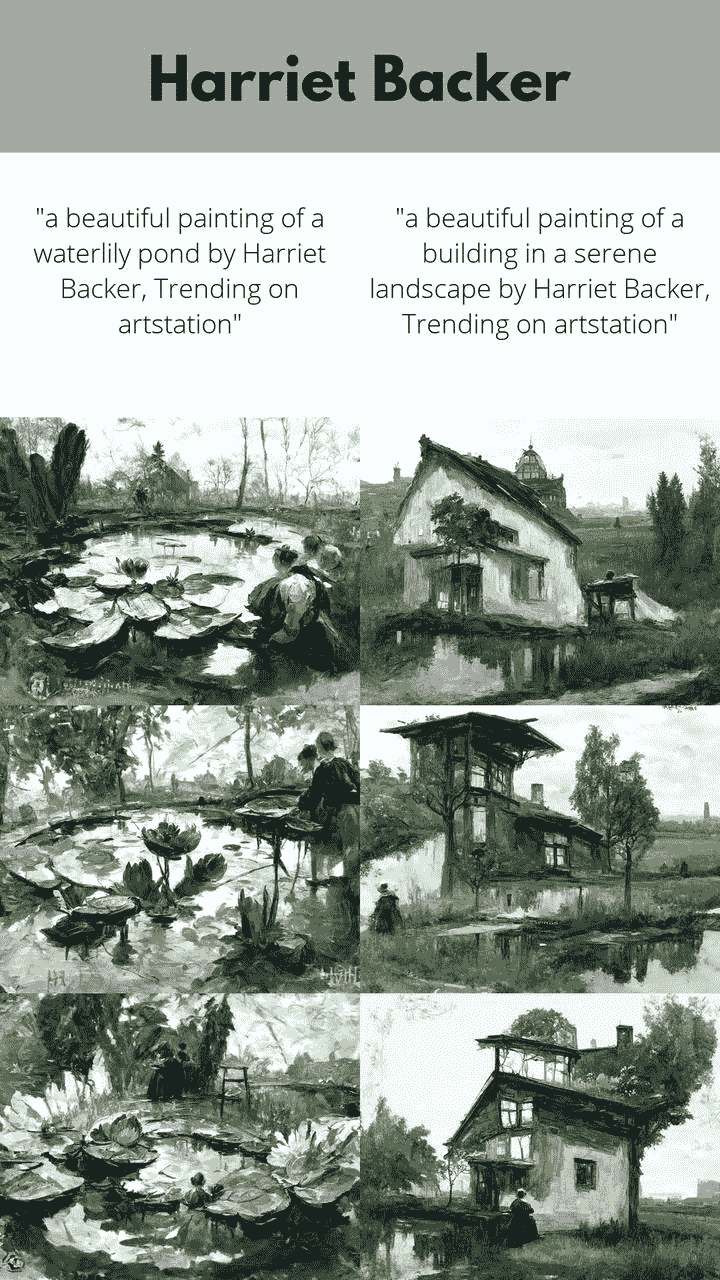 Harriet Backer
"a beautiful painting of a
waterlily pond by Harriet
Backer, Trending on
artstation"
"a beautiful painting of a
building in a serene
landscape by Harriet Backer,
Trending on artstation"